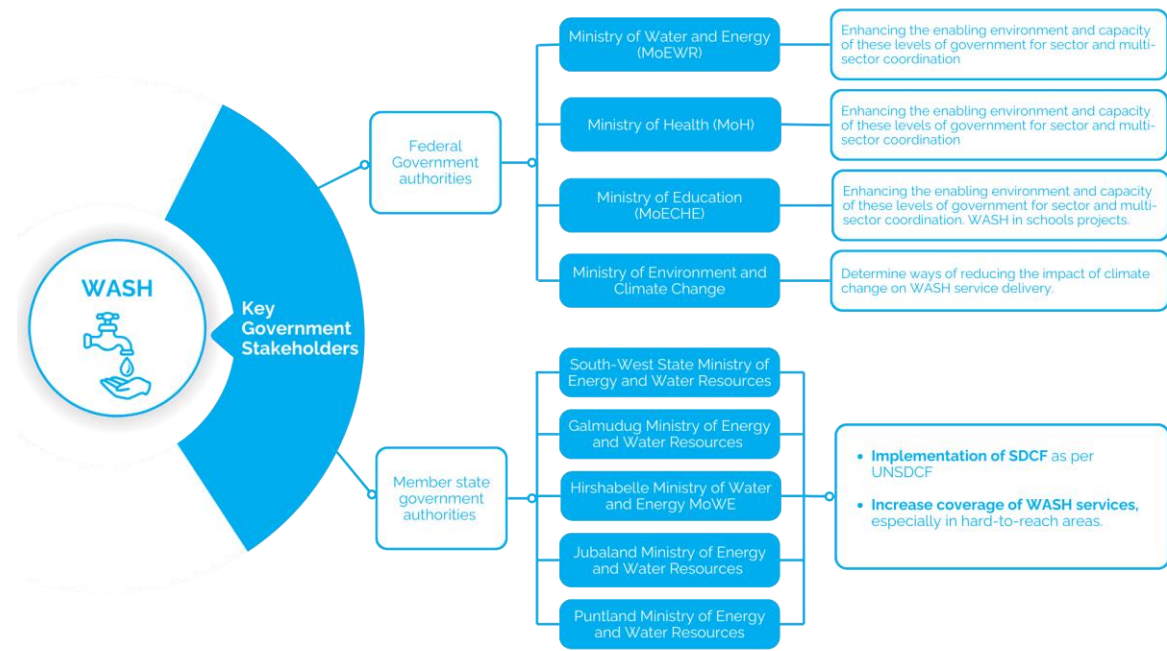 WASH
Key
Government
Stakeholders
Federal
Government
authorities
Ministry of Water and Energy
(MoEWR)
Enhancing the enabling environment and capacity
of these levels of government for sector and multi-
sector coordination
Ministry of Health (MoH)
Enhancing the enabling environment and capacity
of these levels of government for sector and multi-
sector coordination
Ministry of Education
(MoECHE)
Enhancing the enabling environment and capacity
of these levels of government for sector and multi-
sector coordination. WASH in schools projects.
Ministry of Environment and
Climate Change
Determine ways of reducing the impact of climate
change on WASH service delivery.
Member state
government
authorities
South-West State Ministry of
Energy and Water Resources
Galmudug Ministry of Energy
and Water Resources
Hirshabelle Ministry of Water
and Energy MoWE
Jubaland Ministry of Energy
and Water Resources
Puntland Ministry of Energy
and Water Resources
• Implementation of SDCF as per
UNSDCF
• Increase coverage of WASH services,
especially in hard-to-reach areas.